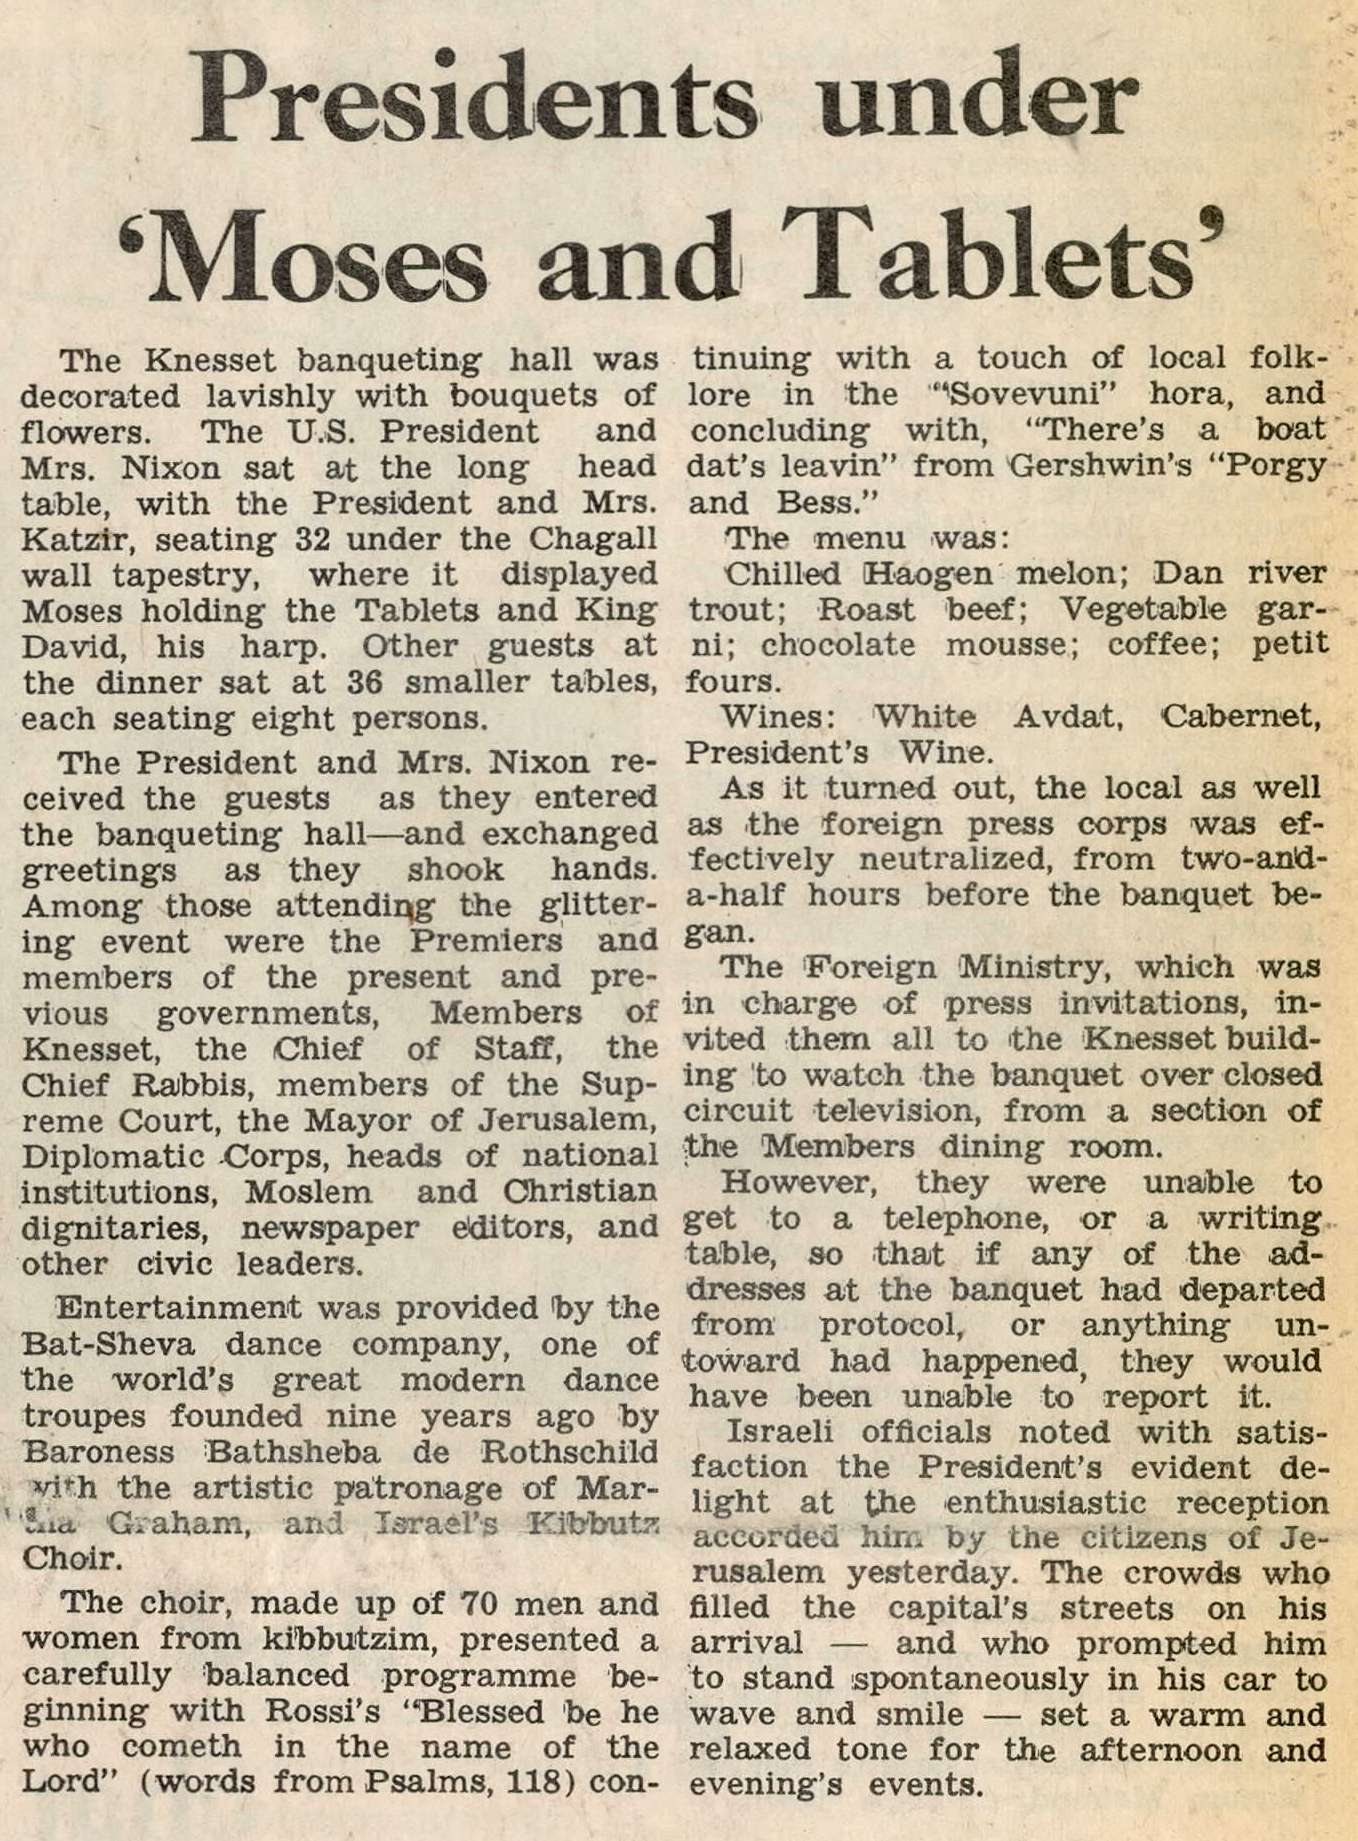 Presidents under
‘Moses and Tablets’
The Knesset banqueting hall was
decorated lavishly with bouquets of
flowers. The U.S. President and
Mrs. Nixon sat at the long head
table, with the President and Mrs.
Katzir, seating 32 under the Chagall
wall tapestry, where it displayed
Moses holding the Tablets and King
David, his harp. Other guests at
the dinner sat at 36 smaller tables,
each seating eight persons.
The President and Mrs. Nixon re-
ceived the guests as they entered
the banqueting hall—and exchanged
greetings as they shook hands.
Among those attending the glitter-
ing event were the Premiers and
members of the present and pre-
vious governments, Members of
Knesset, the Chief of Staff, the
Chief Rabbis, members of the Sup-
reme Court, the Mayor of Jerusalem,
Diplomatic Corps, heads of national
institutions, Moslem and Christian
dignitaries, newspaper editors, and
other civic leaders.
Entertainment was provided by the
Bat-Sheva dance company, one of
the world's great modern dance
troupes founded nine years ago by
Baroness Bathsheba de Rothschild
with the artistic patronage of Mar-
tha Graham, and Israel's Kibbutz
Choir.
The choir, made up of 70 men and
women from kibbutzim, presented a
carefully balanced programme be-
ginning with Rossi's "Blessed be he
who cometh in the name of the
Lord" (words from Psalms, 118) con-
tinuing with a touch of local folk-
lore in the "Sovevuni" hora, and
concluding with, "There's a boat
dat's leavin" from Gershwin's "Porgy
and Bess."
The menu was:
Chilled Haogen melon; Dan river
trout; Roast beef; Vegetable gar-
ni; chocolate mousse; coffee; petit
fours.
Wines: White Avdat, Cabernet,
President's Wine.
As it turned out, the local as well
as the foreign press corps was ef-
fectively neutralized, from two-and-
a-half hours before the banquet be-
gan.
The Foreign Ministry, which was
in charge of press invitations, in-
vited them all to the Knesset build-
ing to watch the banquet over closed
circuit television, from a section of
the Members dining room.
However, they were unable to
get to a telephone, or a writing
table, so that if any of the ad-
dresses at the banquet had departed
from protocol, or anything un-
toward had happened, they would
have been unable to report it.
Israeli officials noted with satis-
faction the President's evident de-
light at the enthusiastic reception
accorded him by the citizens of Je-
rusalem yesterday. The crowds who
filled the capital's streets on his
arrival — and who prompted him
to stand spontaneously in his car to
wave and smile — set a warm and
relaxed tone for the afternoon and
evening's events.